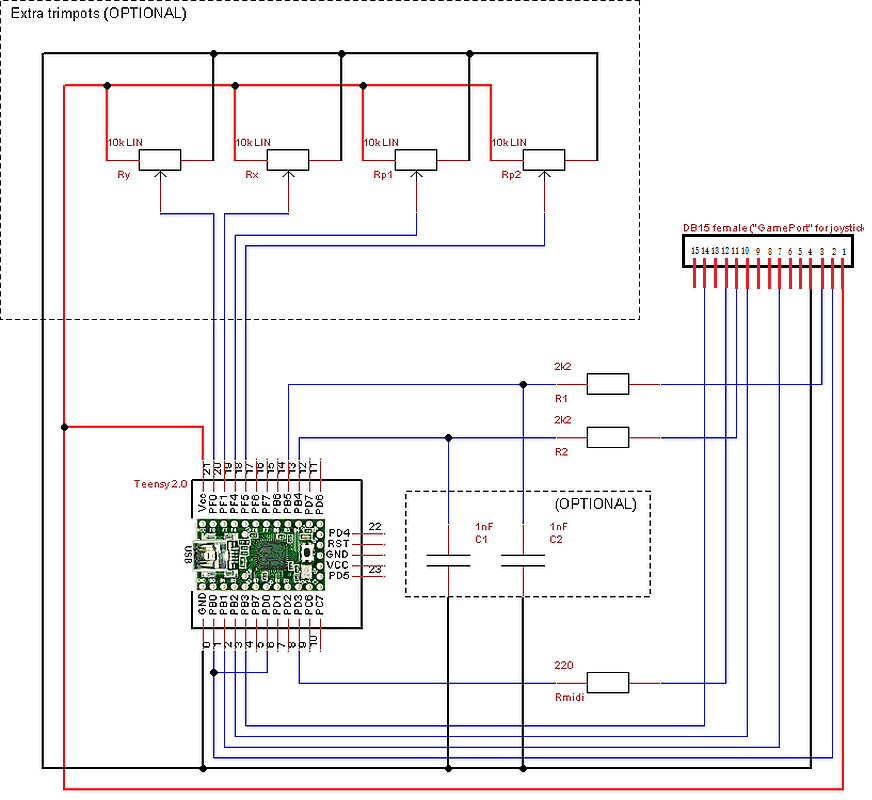 Extra trimpots (OPTIONAL)
10k LIN 10k LIN 10k LIN 10k LIN
Ry Rx Rp1 Rp2
DB15 female ("GamePort" for joystick
15 14 13 12 11 10 9 8 7 6 5 4 3 2 1
2k2
R1
2k2
R2
21 20 19 18 17 16 15 14 13 12 11
Teensy 2.0
Vcc PF0 PF1 PF4 PF5 PF6 PF7 PB6 PB5 PB4 PD7 PD6
(OPTIONAL)
1nF 1nF
C1 C2
22
PD4
RST
GND
VCC
23
PD5
USB
GND PB0 PB1 PB2 PB3 PB7 PD0 PD1 PD2 PD3 PC6 PC7
0 1 2 3 4 5 6 7 8 9 10
220
Rmidi